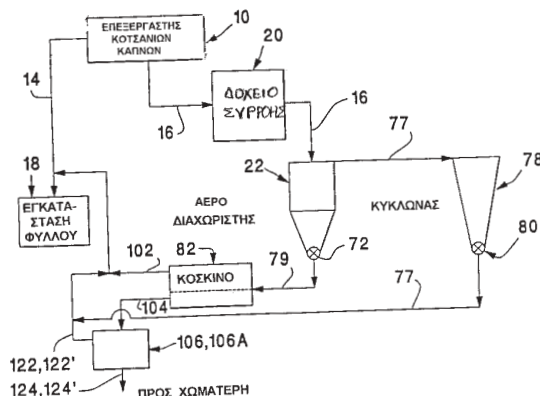 ΕΠΕΞΕΡΓΑΣΤΗΣ
ΚΟΤΣΑΝΙΩΝ
ΚΑΠΝΩΝ
10
20
14
16
ΔΟΧΕΙΟ
ΣΥΡΡΟΗΣ
16
77
18
22
78
ΕΓΚΑΤΑ-
ΣΤΑΣΗ
ΦΥΛΛΟΥ
ΑΕΡΟ
ΔΙΑΧΩΡΙΣΤΗΣ
ΚΥΚΛΩΝΑΣ
72
80
102
82
ΚΟΣΚΙΝΟ
79
104
77
122,122'
106,106A
124,124'
ΠΡΟΣ ΧΩΜΑΤΕΡΗ